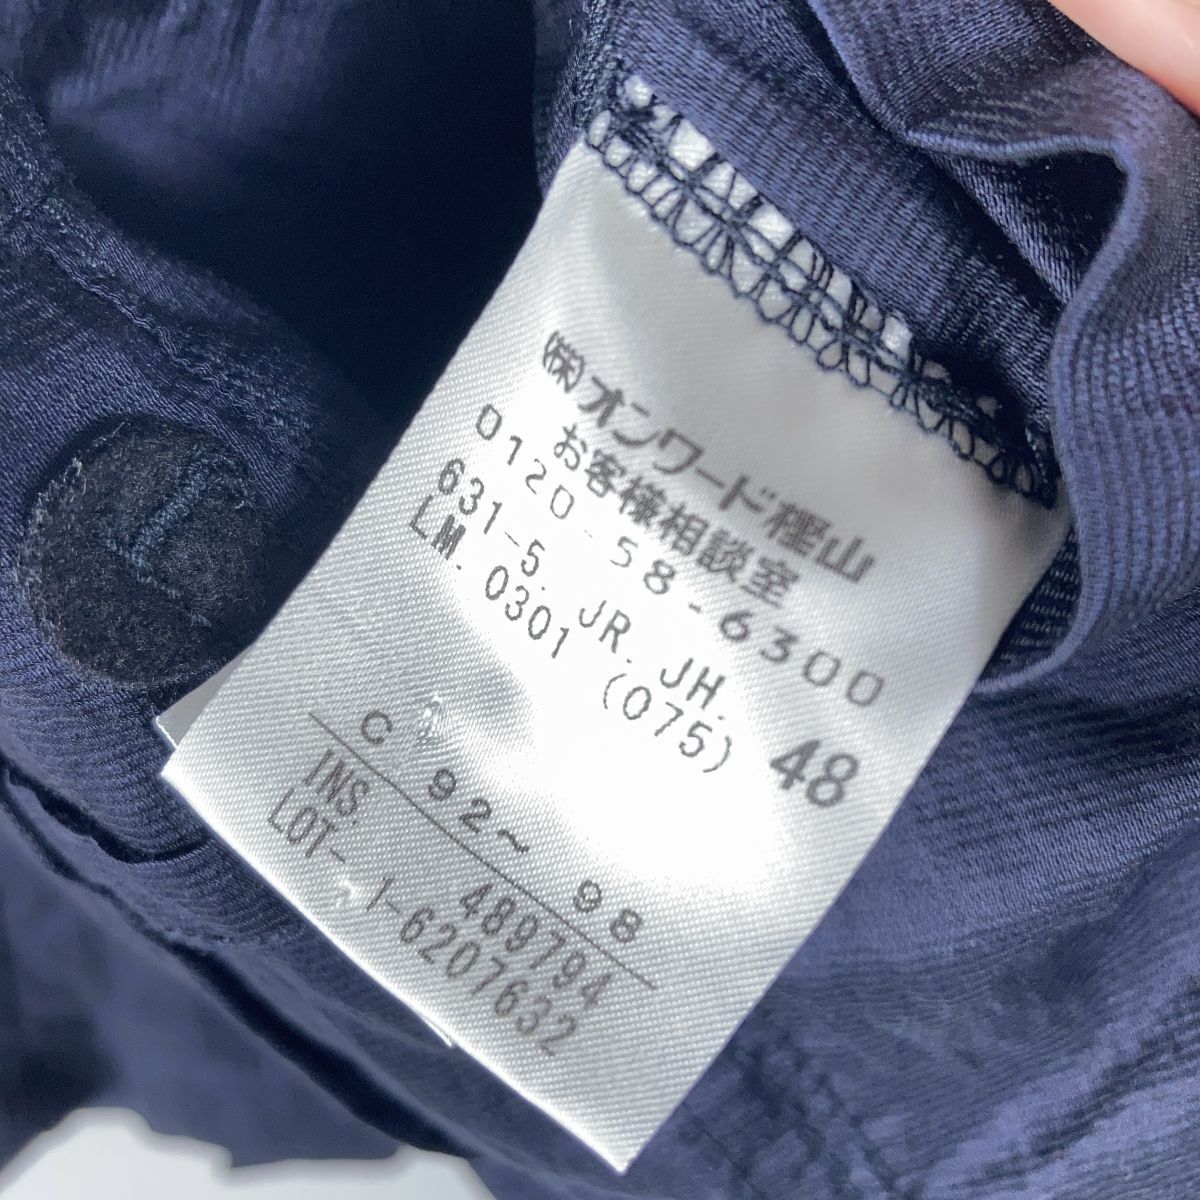 ㈱オンワード樫山
お客様相談室
0120-58-6300
631-5. JR. JH.
LM. 0301 (075) 48
C 92～98
INS. 489794
LOT- 1-6207632